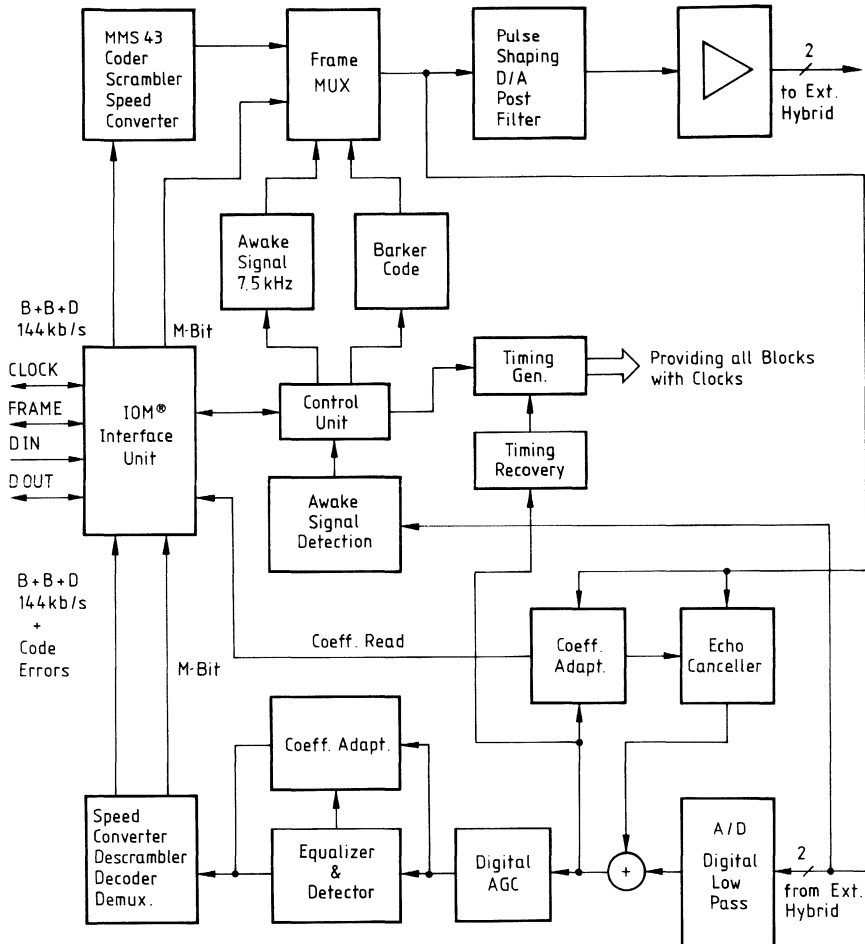 MMS 43
Coder
Scrambler
Speed
Converter
Frame
MUX
Pulse
Shaping
D/A
Post
Filter
2
to Ext.
Hybrid
Awake
Signal
7.5 kHz
Barker
Code
B+B+D
144 kb/s
M-Bit
CLOCK
FRAME
D IN
D OUT
IOM®
Interface
Unit
Control
Unit
Timing
Gen.
Providing all Blocks
with Clocks
Timing
Recovery
Awake
Signal
Detection
B+B+D
144 kb/s
+
Code
Errors
M-Bit
Coeff. Read
Coeff.
Adapt.
Echo
Canceller
Coeff. Adapt.
Speed
Converter
Descrambler
Decoder
Demux.
Equalizer
&
Detector
Digital
AGC
+
A/D
Digital
Low
Pass
2
from Ext.
Hybrid